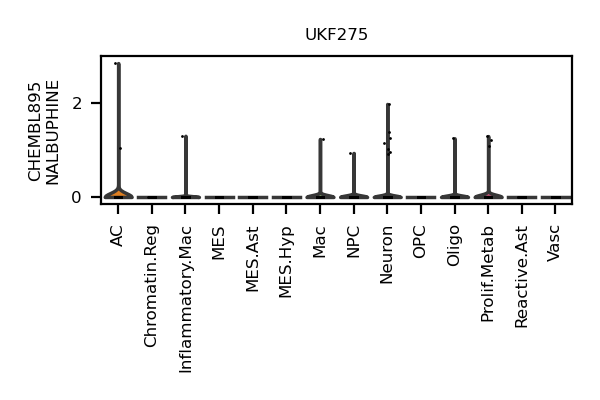 UKF275
CHEMBL895
NALBUPHINE
2
0
AC
Chromatin.Reg
Inflammatory.Mac
MES
MES.Ast
MES.Hyp
Mac
NPC
Neuron
OPC
Oligo
Prolif.Metab
Reactive.Ast
Vasc